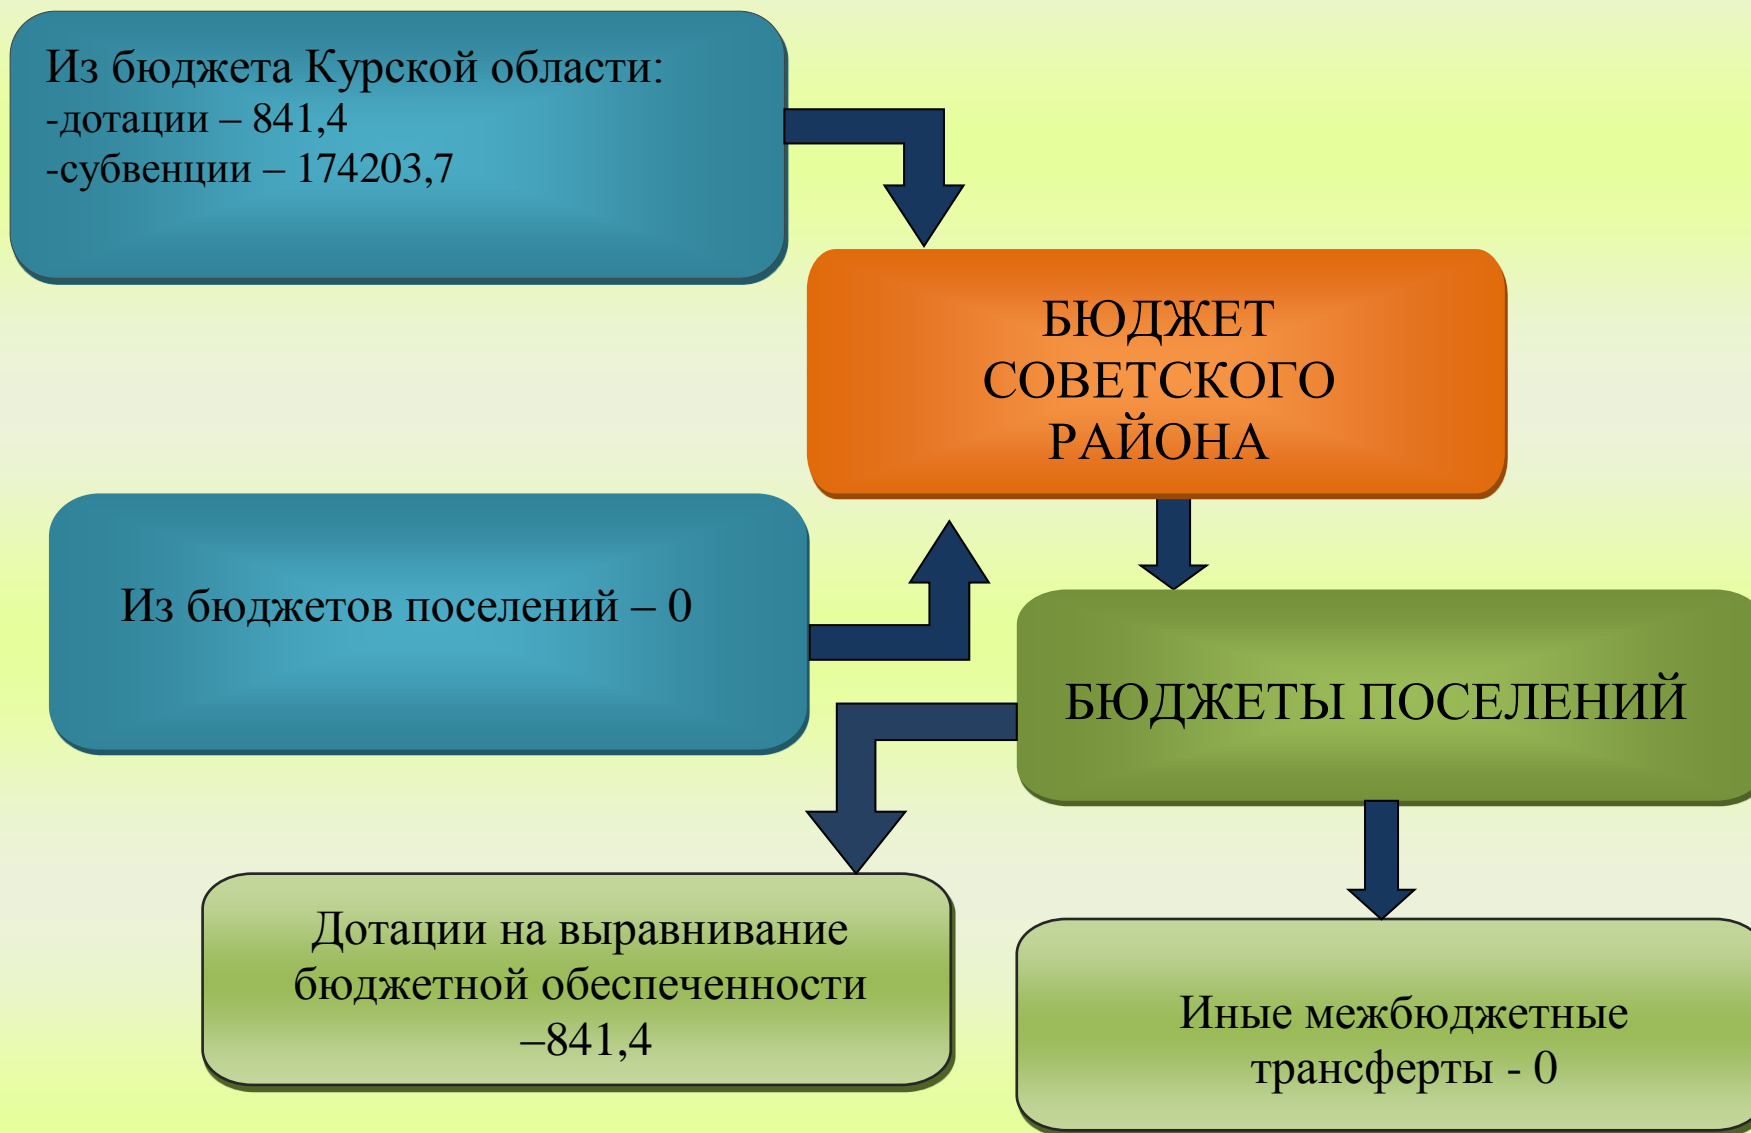 Из бюджета Курской области:
-дотации – 841,4
-субвенции – 174203,7
БЮДЖЕТ
СОВЕТСКОГО
РАЙОНА
Из бюджетов поселений – 0
БЮДЖЕТЫ ПОСЕЛЕНИЙ
Дотации на выравнивание
бюджетной обеспеченности
–841,4
Иные межбюджетные
трансферты - 0